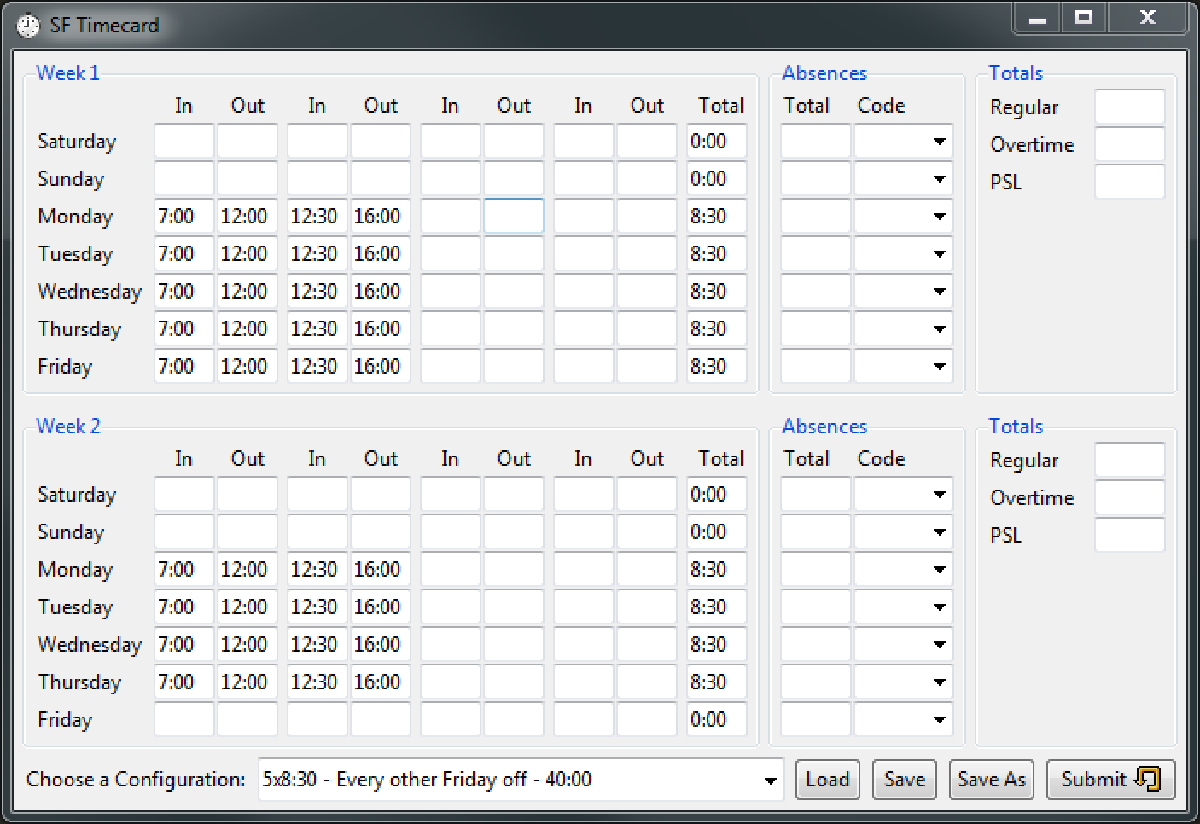 SF Timecard
Week 1 Absences Totals
In Out In Out In Out In Out Total Total Code Regular
Saturday 0:00 Overtime
Sunday 0:00 PSL
Monday 7:00 12:00 12:30 16:00 8:30
Tuesday 7:00 12:00 12:30 16:00 8:30
Wednesday 7:00 12:00 12:30 16:00 8:30
Thursday 7:00 12:00 12:30 16:00 8:30
Friday 7:00 12:00 12:30 16:00 8:30
Week 2 Absences Totals
In Out In Out In Out In Out Total Total Code Regular
Saturday 0:00 Overtime
Sunday 0:00 PSL
Monday 7:00 12:00 12:30 16:00 8:30
Tuesday 7:00 12:00 12:30 16:00 8:30
Wednesday 7:00 12:00 12:30 16:00 8:30
Thursday 7:00 12:00 12:30 16:00 8:30
Friday 0:00
Choose a Configuration: 5x8:30 - Every other Friday off - 40:00 Load Save Save As Submit